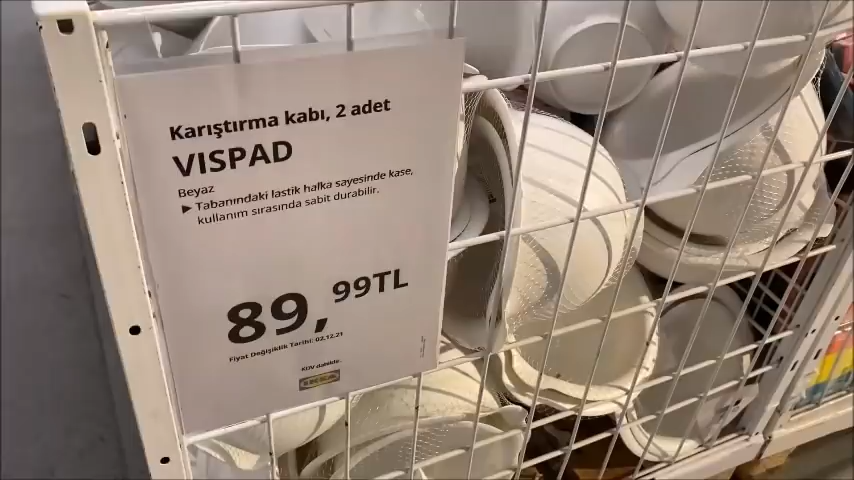 Karıştırma kabı, 2 adet
VISPAD
Beyaz
▶ Tabanındaki lastik halka sayesinde kase,
kullanım sırasında sabit durabilir.
89,99TL
Fiyat Değişiklik Tarihi: 02.12.21
KDV dahildir.
IKEA